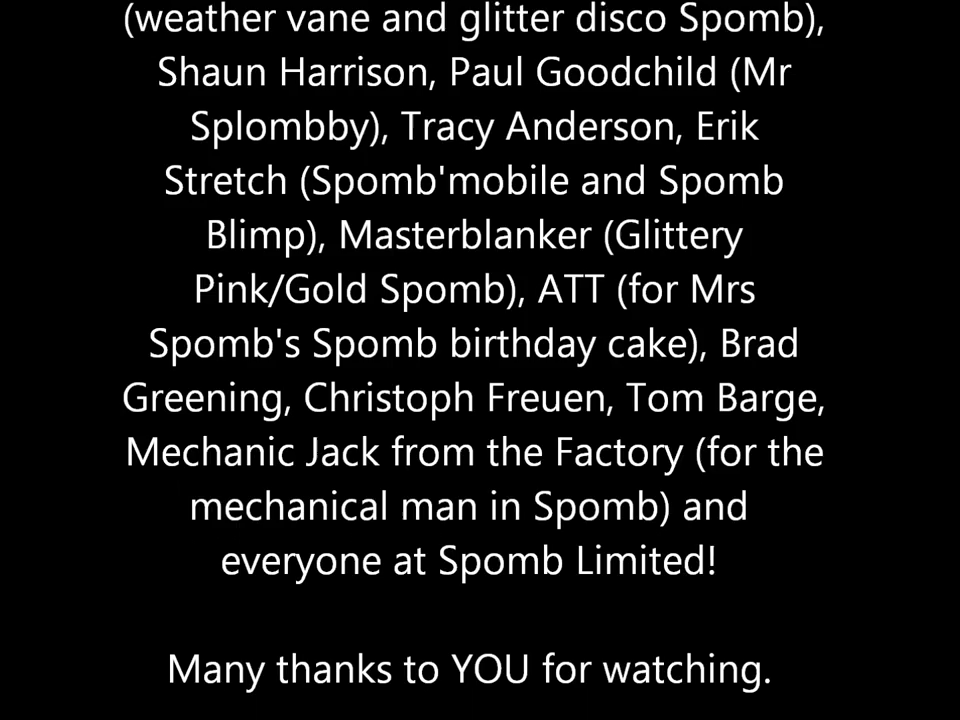 (weather vane and glitter disco Spomb),
Shaun Harrison, Paul Goodchild (Mr
Splombby), Tracy Anderson, Erik
Stretch (Spomb'mobile and Spomb
Blimp), Masterblanker (Glittery
Pink/Gold Spomb), ATT (for Mrs
Spomb's Spomb birthday cake), Brad
Greening, Christoph Freuen, Tom Barge,
Mechanic Jack from the Factory (for the
mechanical man in Spomb) and
everyone at Spomb Limited!
Many thanks to YOU for watching.